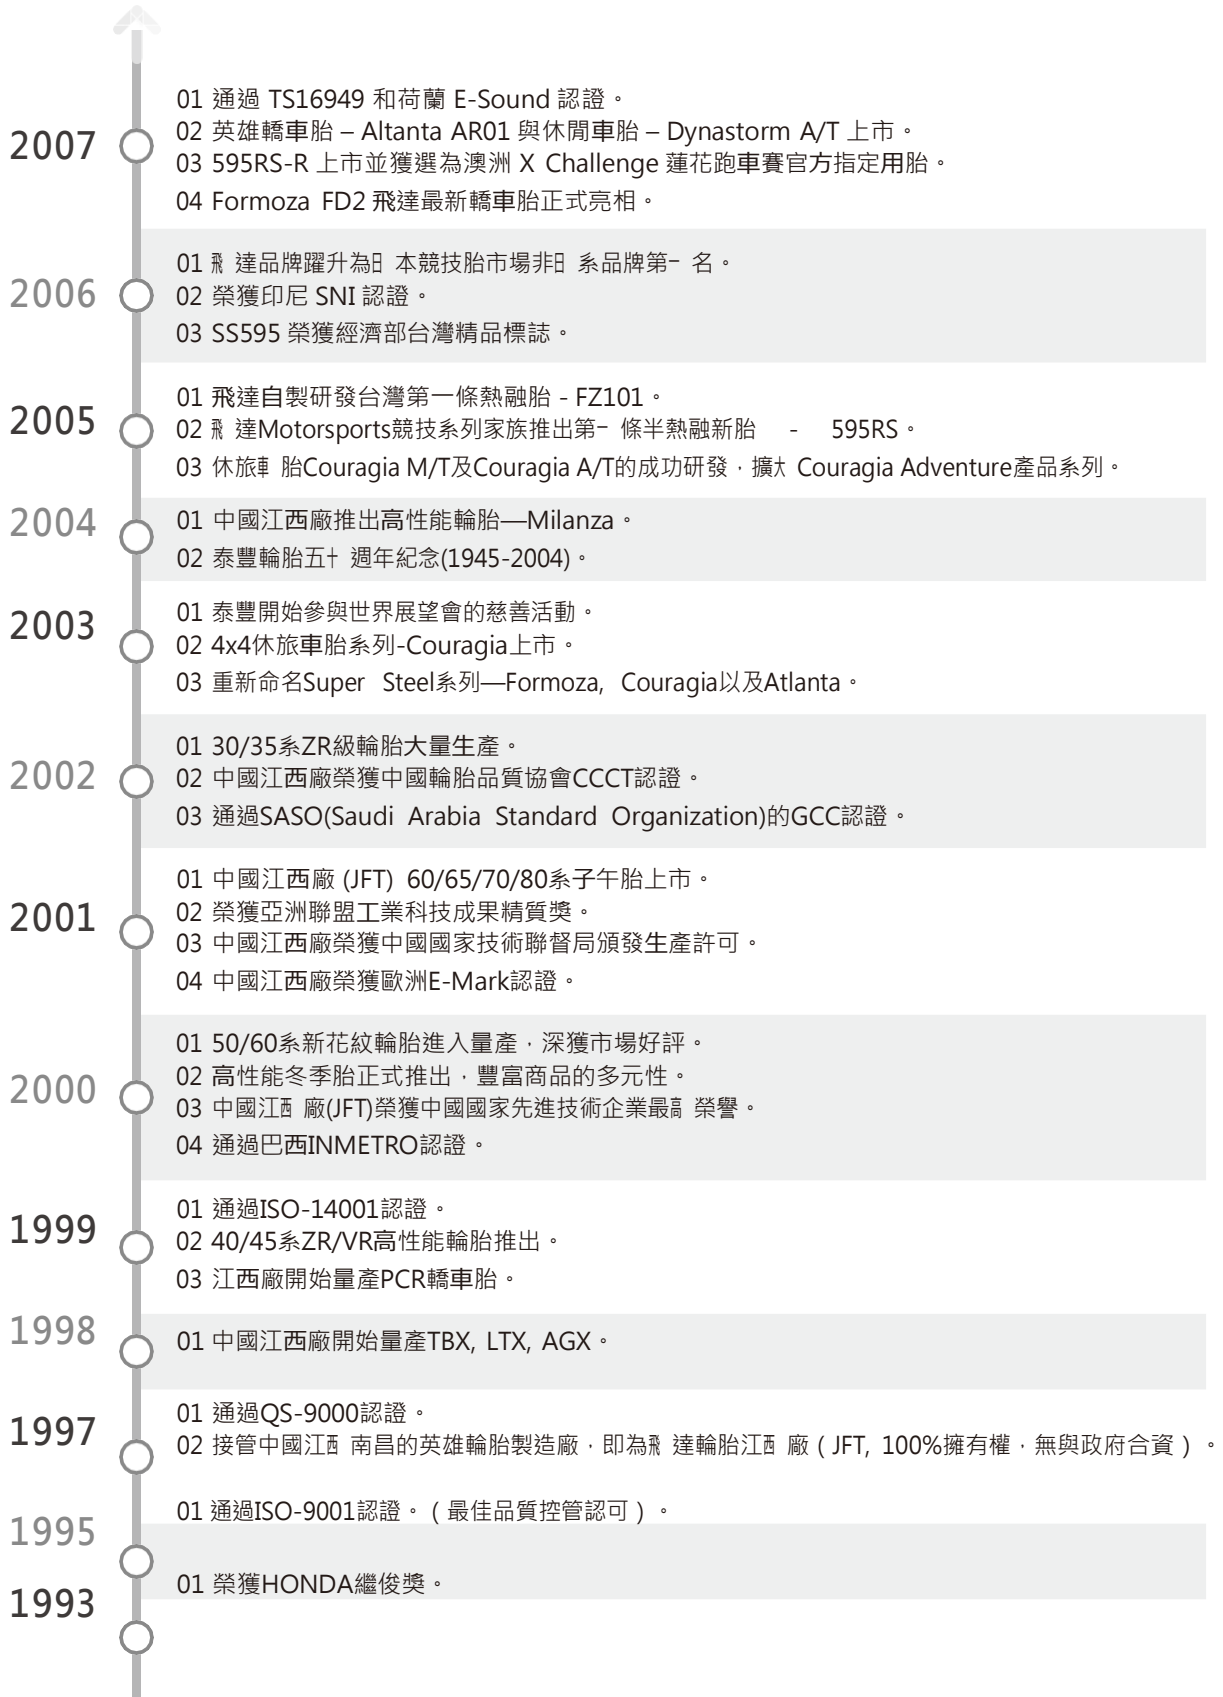 2007
01 通過 TS16949 和荷蘭 E-Sound 認證。
02 英雄轎車胎 – Altanta AR01 與休閒車胎 – Dynastorm A/T 上市。
03 595RS-R 上市並獲選為澳洲 X Challenge 蓮花跑車賽官方指定用胎。
04 Formoza FD2 飛達最新轎車胎正式亮相。
2006
01 飛達品牌躍升為日本競技胎市場非日系品牌第一名。
02 榮獲印尼 SNI 認證。
03 SS595 榮獲經濟部台灣精品標誌。
2005
01 飛達自製研發台灣第一條熱融胎 - FZ101。
02 飛達Motorsports競技系列家族推出第一條半熱融新胎 - 595RS。
03 休旅車胎Couragia M/T及Couragia A/T的成功研發，擴大 Couragia Adventure產品系列。
2004
01 中國江西廠推出高性能輪胎—Milanza。
02 泰豐輪胎五十週年紀念(1945-2004)。
2003
01 泰豐開始參與世界展望會的慈善活動。
02 4x4休旅車胎系列-Couragia上市。
03 重新命名Super Steel系列—Formoza, Couragia以及Atlanta。
2002
01 30/35系ZR級輪胎大量生產。
02 中國江西廠榮獲中國輪胎品質協會CCCT認證。
03 通過SASO(Saudi Arabia Standard Organization)的GCC認證。
2001
01 中國江西廠 (JFT) 60/65/70/80系子午胎上市。
02 榮獲亞洲聯盟工業科技成果精質獎。
03 中國江西廠榮獲中國國家技術聯督局頒發生產許可。
04 中國江西廠榮獲歐洲E-Mark認證。
2000
01 50/60系新花紋輪胎進入量產，深獲市場好評。
02 高性能冬季胎正式推出，豐富商品的多元性。
03 中國江西廠(JFT)榮獲中國國家先進技術企業最高榮譽。
04 通過巴西INMETRO認證。
1999
01 通過ISO-14001認證。
02 40/45系ZR/VR高性能輪胎推出。
03 江西廠開始量產PCR轎車胎。
1998
01 中國江西廠開始量產TBX, LTX, AGX。
1997
01 通過QS-9000認證。
02 接管中國江西南昌的英雄輪胎製造廠，即為飛達輪胎江西廠（JFT, 100%擁有權，無與政府合資）。
1995
01 通過ISO-9001認證。（最佳品質控管認可）。
1993
01 榮獲HONDA繼俊獎。